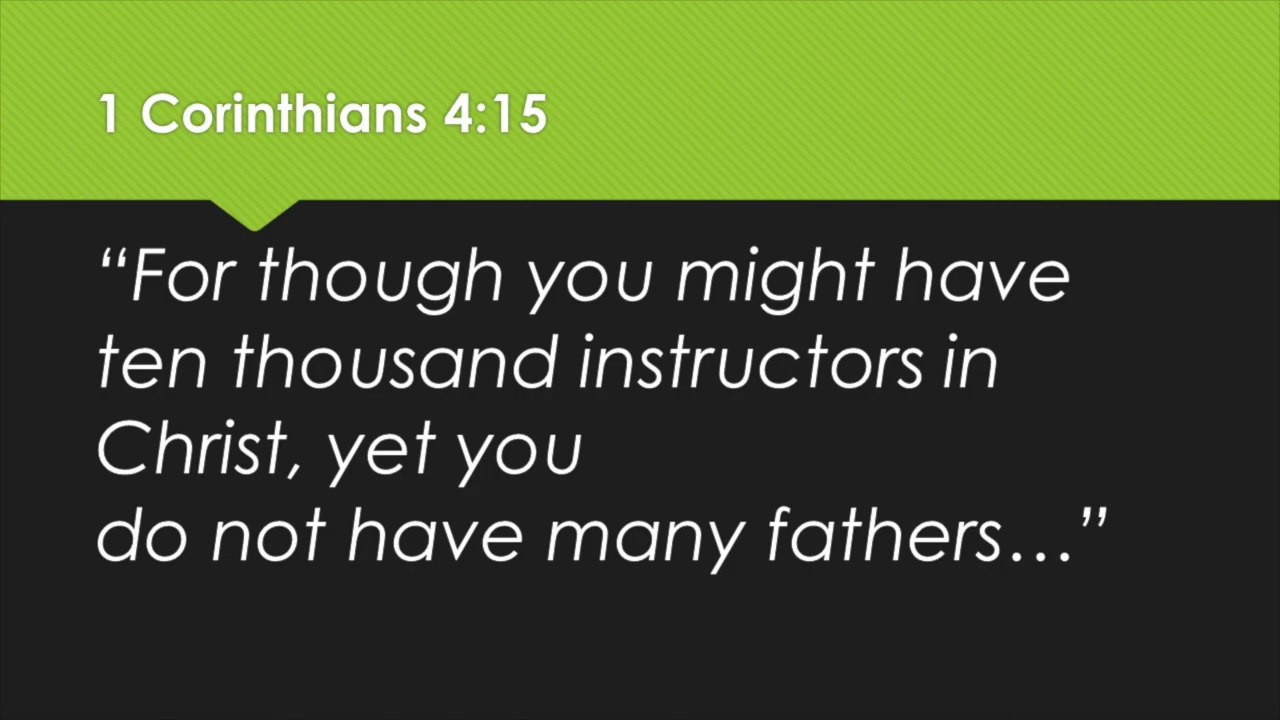 1 Corinthians 4:15
“For though you might have
ten thousand instructors in
Christ, yet you
do not have many fathers…”